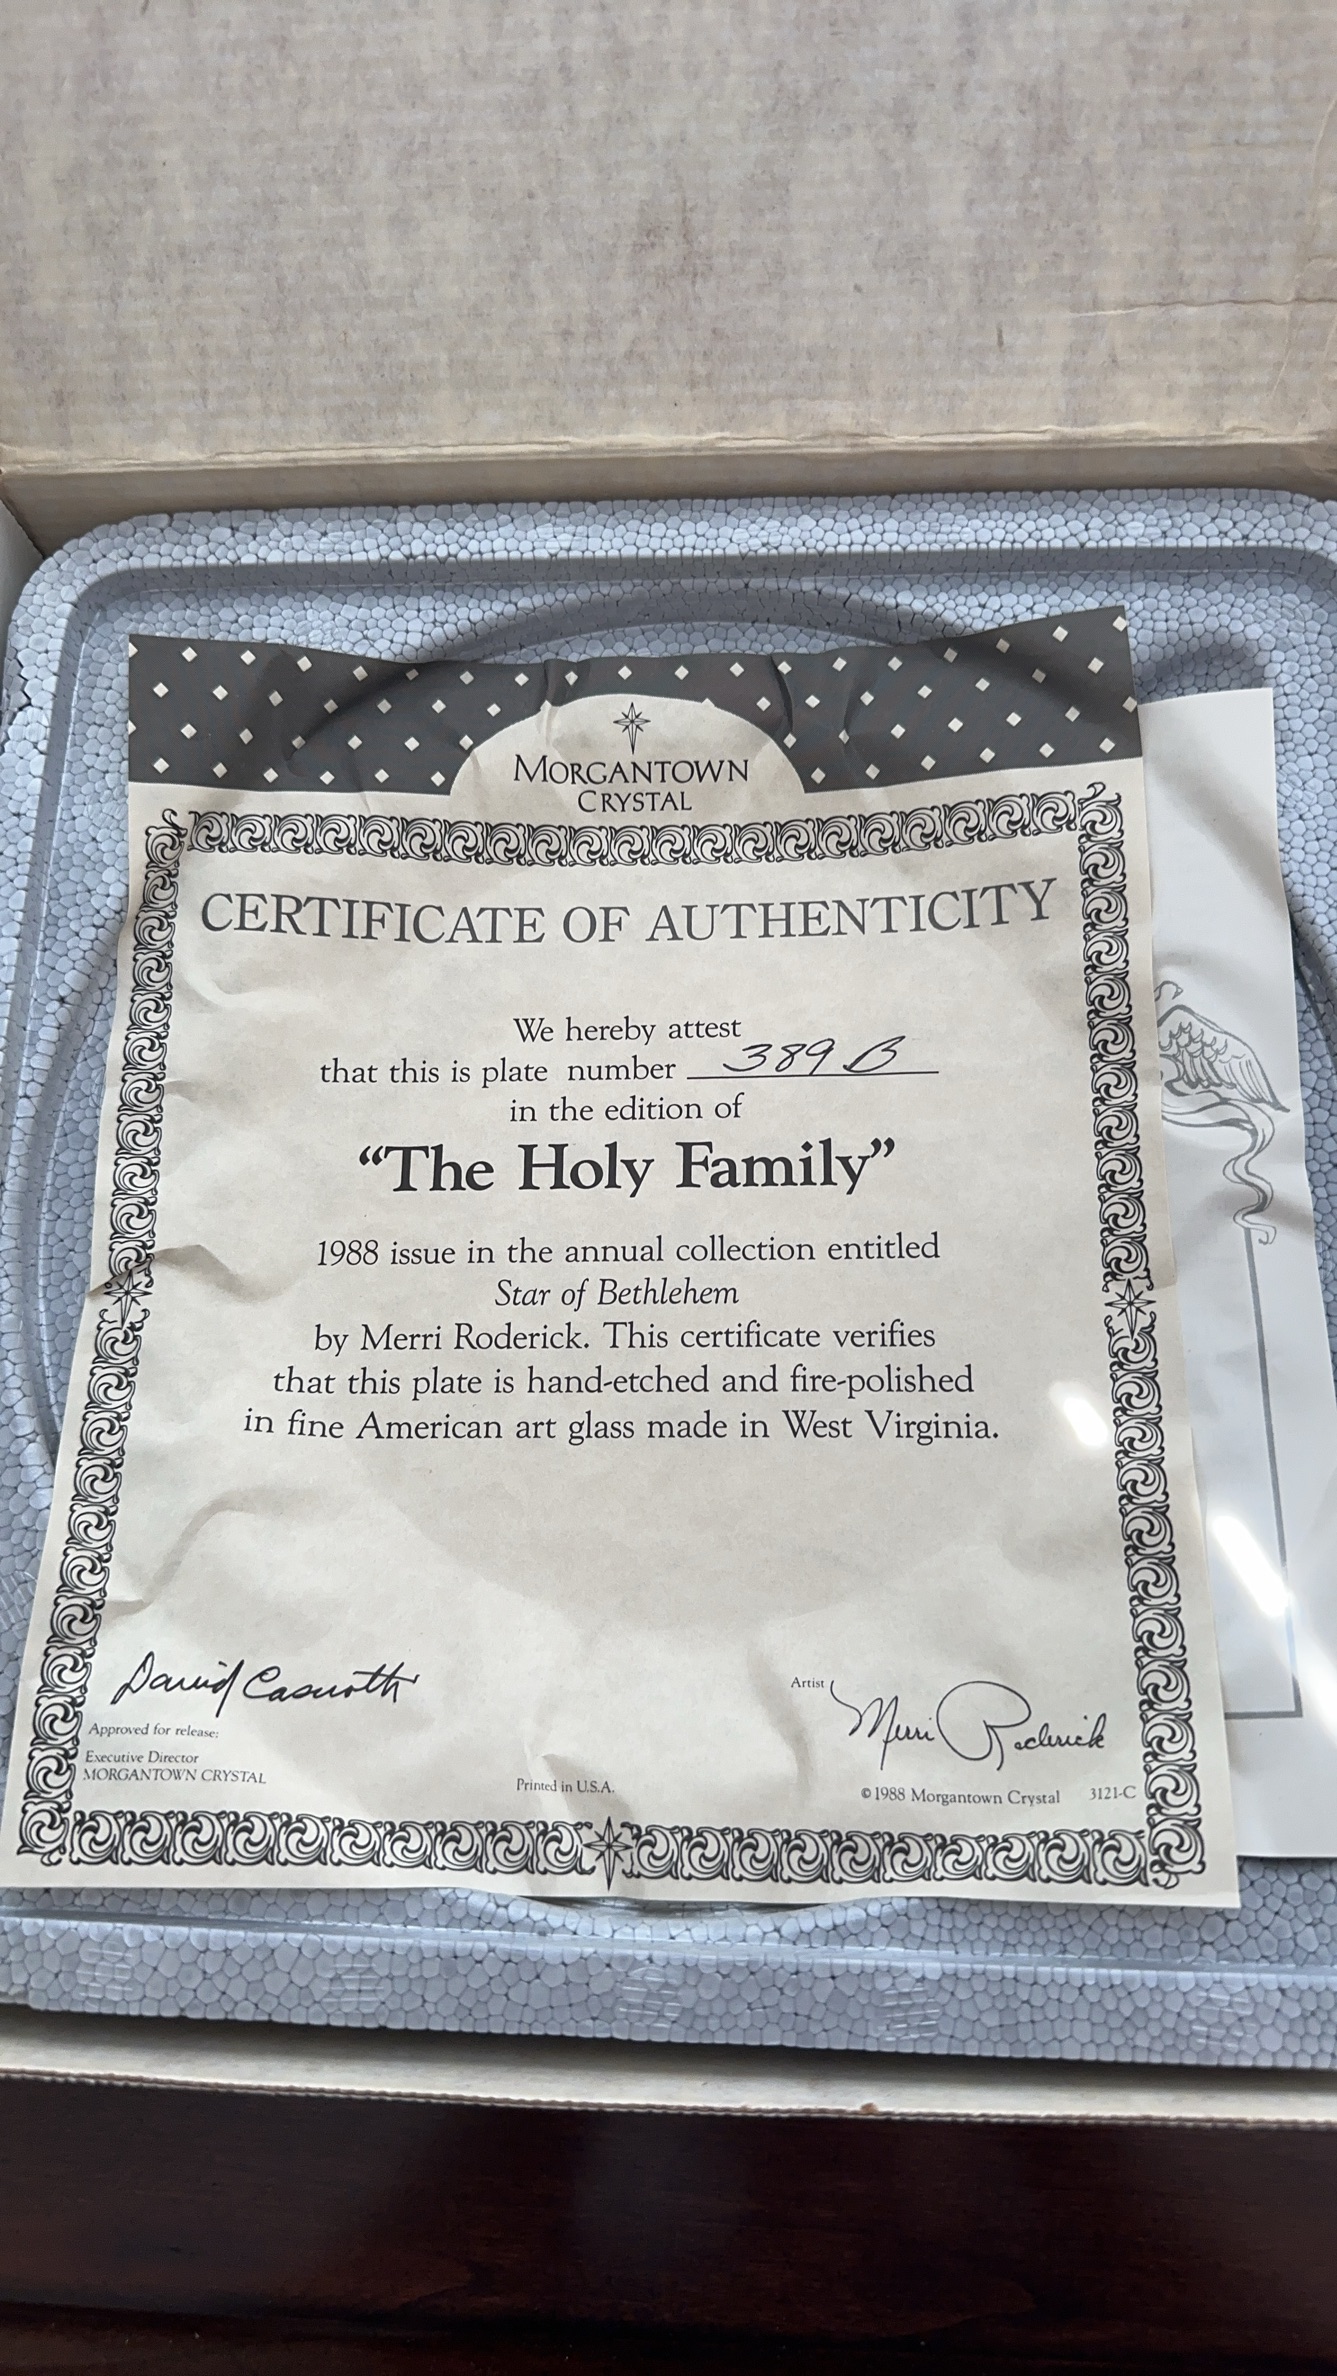 MORGANTOWN
CRYSTAL
CERTIFICATE OF AUTHENTICITY
We hereby attest
that this is plate number 389 B
in the edition of
“The Holy Family”
1988 issue in the annual collection entitled
Star of Bethlehem
by Merri Roderick. This certificate verifies
that this plate is hand-etched and fire-polished
in fine American art glass made in West Virginia.
David
Approved for release:
Executive Director
MORGANTOWN CRYSTAL
Printed in U.S.A.
Artist
Merri Roderick
© 1988 Morgantown Crystal 3121-C